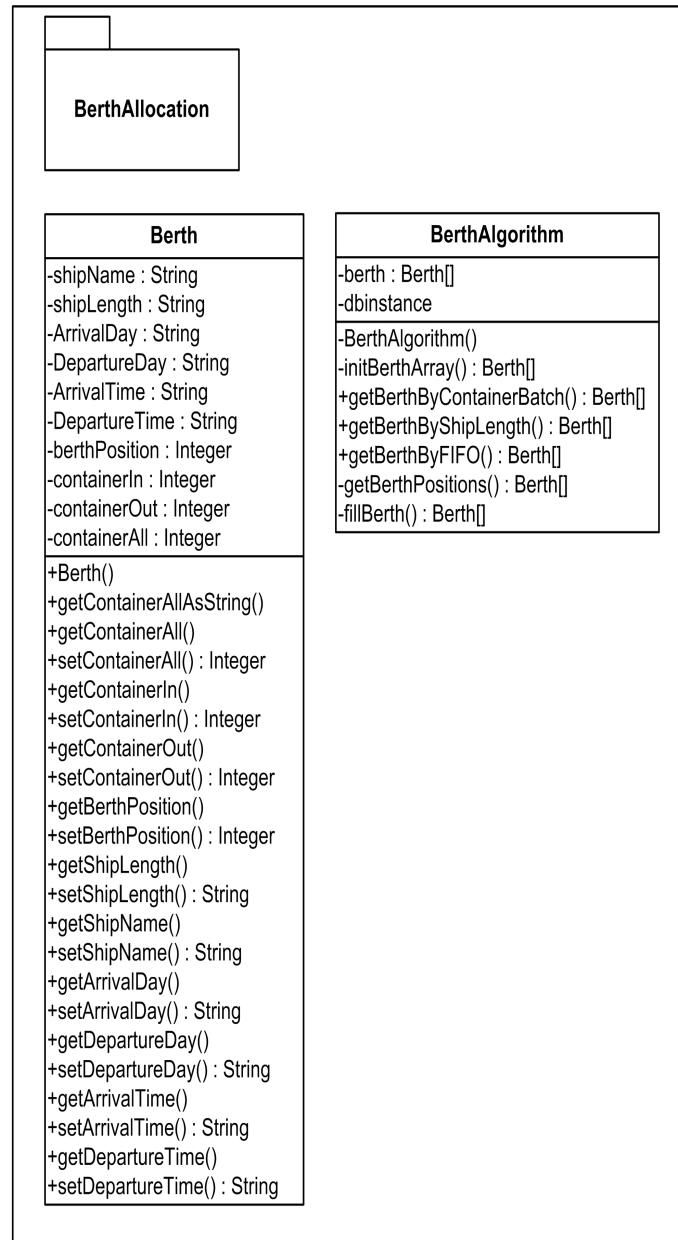 BerthAllocation
Berth
-shipName : String
-shipLength : String
-ArrivalDay : String
-DepartureDay : String
-ArrivalTime : String
-DepartureTime : String
-berthPosition : Integer
-containerIn : Integer
-containerOut : Integer
-containerAll : Integer
+Berth()
+getContainerAllAsString()
+getContainerAll()
+setContainerAll() : Integer
+getContainerIn()
+setContainerIn() : Integer
+getContainerOut()
+setContainerOut() : Integer
+getBerthPosition()
+setBerthPosition() : Integer
+getShipLength()
+setShipLength() : String
+getShipName()
+setShipName() : String
+getArrivalDay()
+setArrivalDay() : String
+getDepartureDay()
+setDepartureDay() : String
+getArrivalTime()
+setArrivalTime() : String
+getDepartureTime()
+setDepartureTime() : String
BerthAlgorithm
-berth : Berth[]
-dbinstance
-BerthAlgorithm()
-initBerthArray() : Berth[]
+getBerthByContainerBatch() : Berth[]
+getBerthByShipLength() : Berth[]
+getBerthByFIFO() : Berth[]
-getBerthPositions() : Berth[]
-fillBerth() : Berth[]